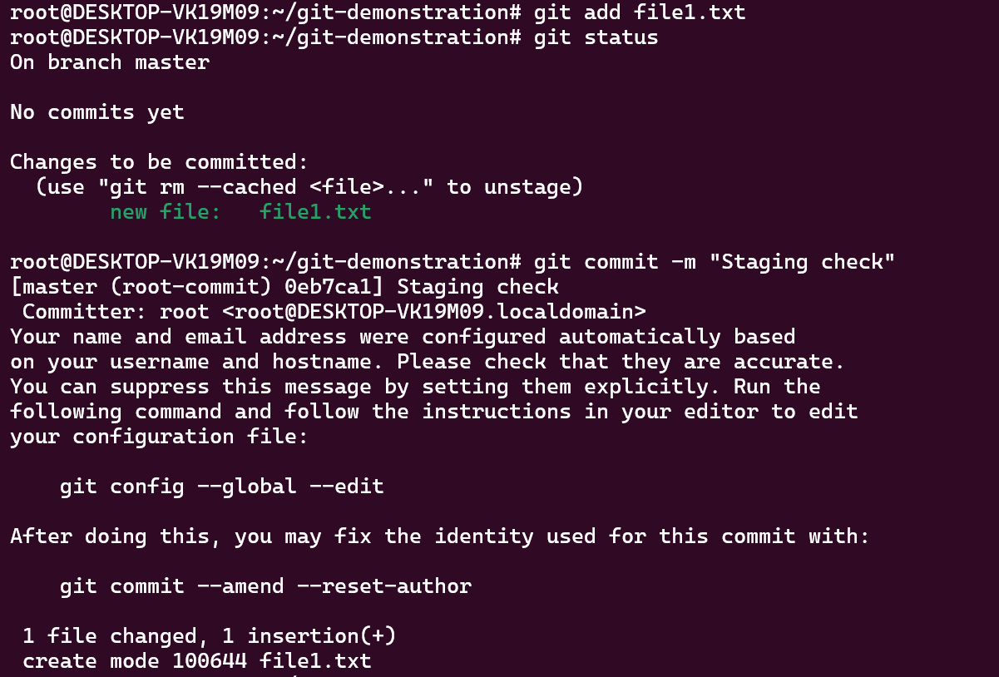 root@DESKTOP-VK19M09:~/git-demonstration# git add file1.txt
root@DESKTOP-VK19M09:~/git-demonstration# git status
On branch master
No commits yet
Changes to be committed:
  (use "git rm --cached <file>..." to unstage)
        new file:   file1.txt
root@DESKTOP-VK19M09:~/git-demonstration# git commit -m "Staging check"
[master (root-commit) 0eb7ca1] Staging check
 Committer: root <root@DESKTOP-VK19M09.localdomain>
Your name and email address were configured automatically based
on your username and hostname. Please check that they are accurate.
You can suppress this message by setting them explicitly. Run the
following command and follow the instructions in your editor to edit
your configuration file:
    git config --global --edit
After doing this, you may fix the identity used for this commit with:
    git commit --amend --reset-author
 1 file changed, 1 insertion(+)
 create mode 100644 file1.txt